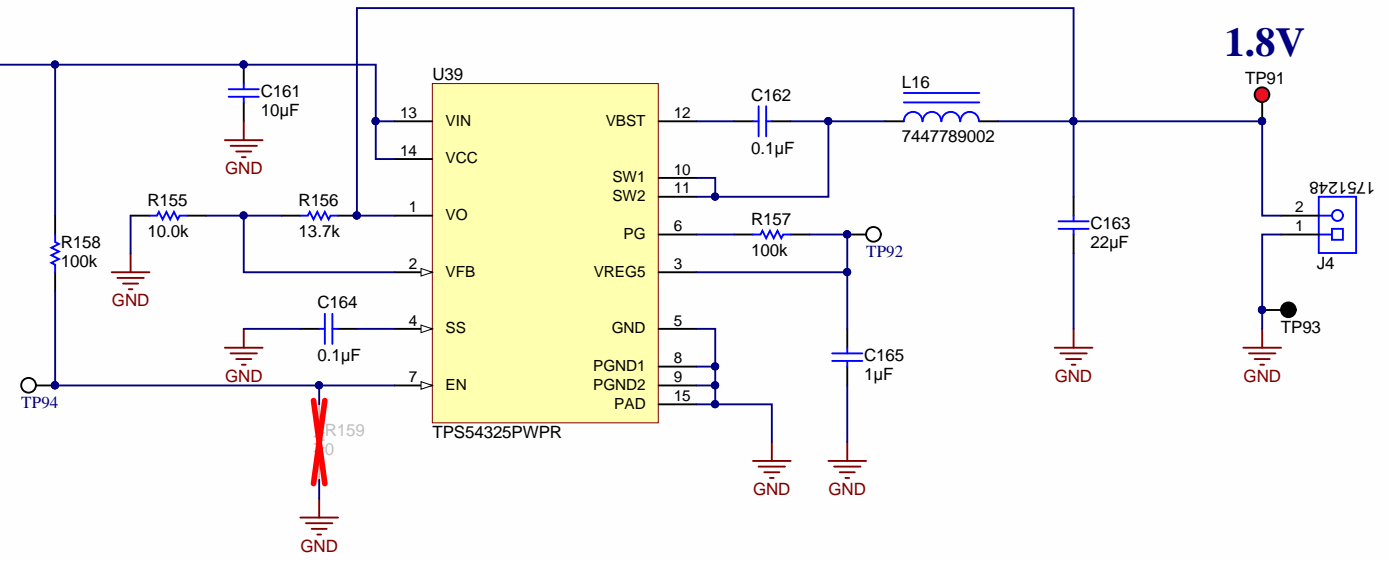 1.8V
TP91
U39
C161
10µF
GND
13
VIN
14
VCC
VBST
12
C162
0.1µF
L16
7447789002
SW1
10
SW2
11
R155
10.0k
R156
13.7k
1
VO
PG
6
R157
100k
TP92
C163
22µF
1751248
2
1
J4
R158
100k
GND
2
VFB
VREG5
3
C164
0.1µF
GND
4
SS
GND
5
TP93
C165
1µF
GND
GND
PGND1
8
PGND2
9
PAD
15
TP94
7
EN
R159
0
TPS54325PWPR
GND
GND
GND